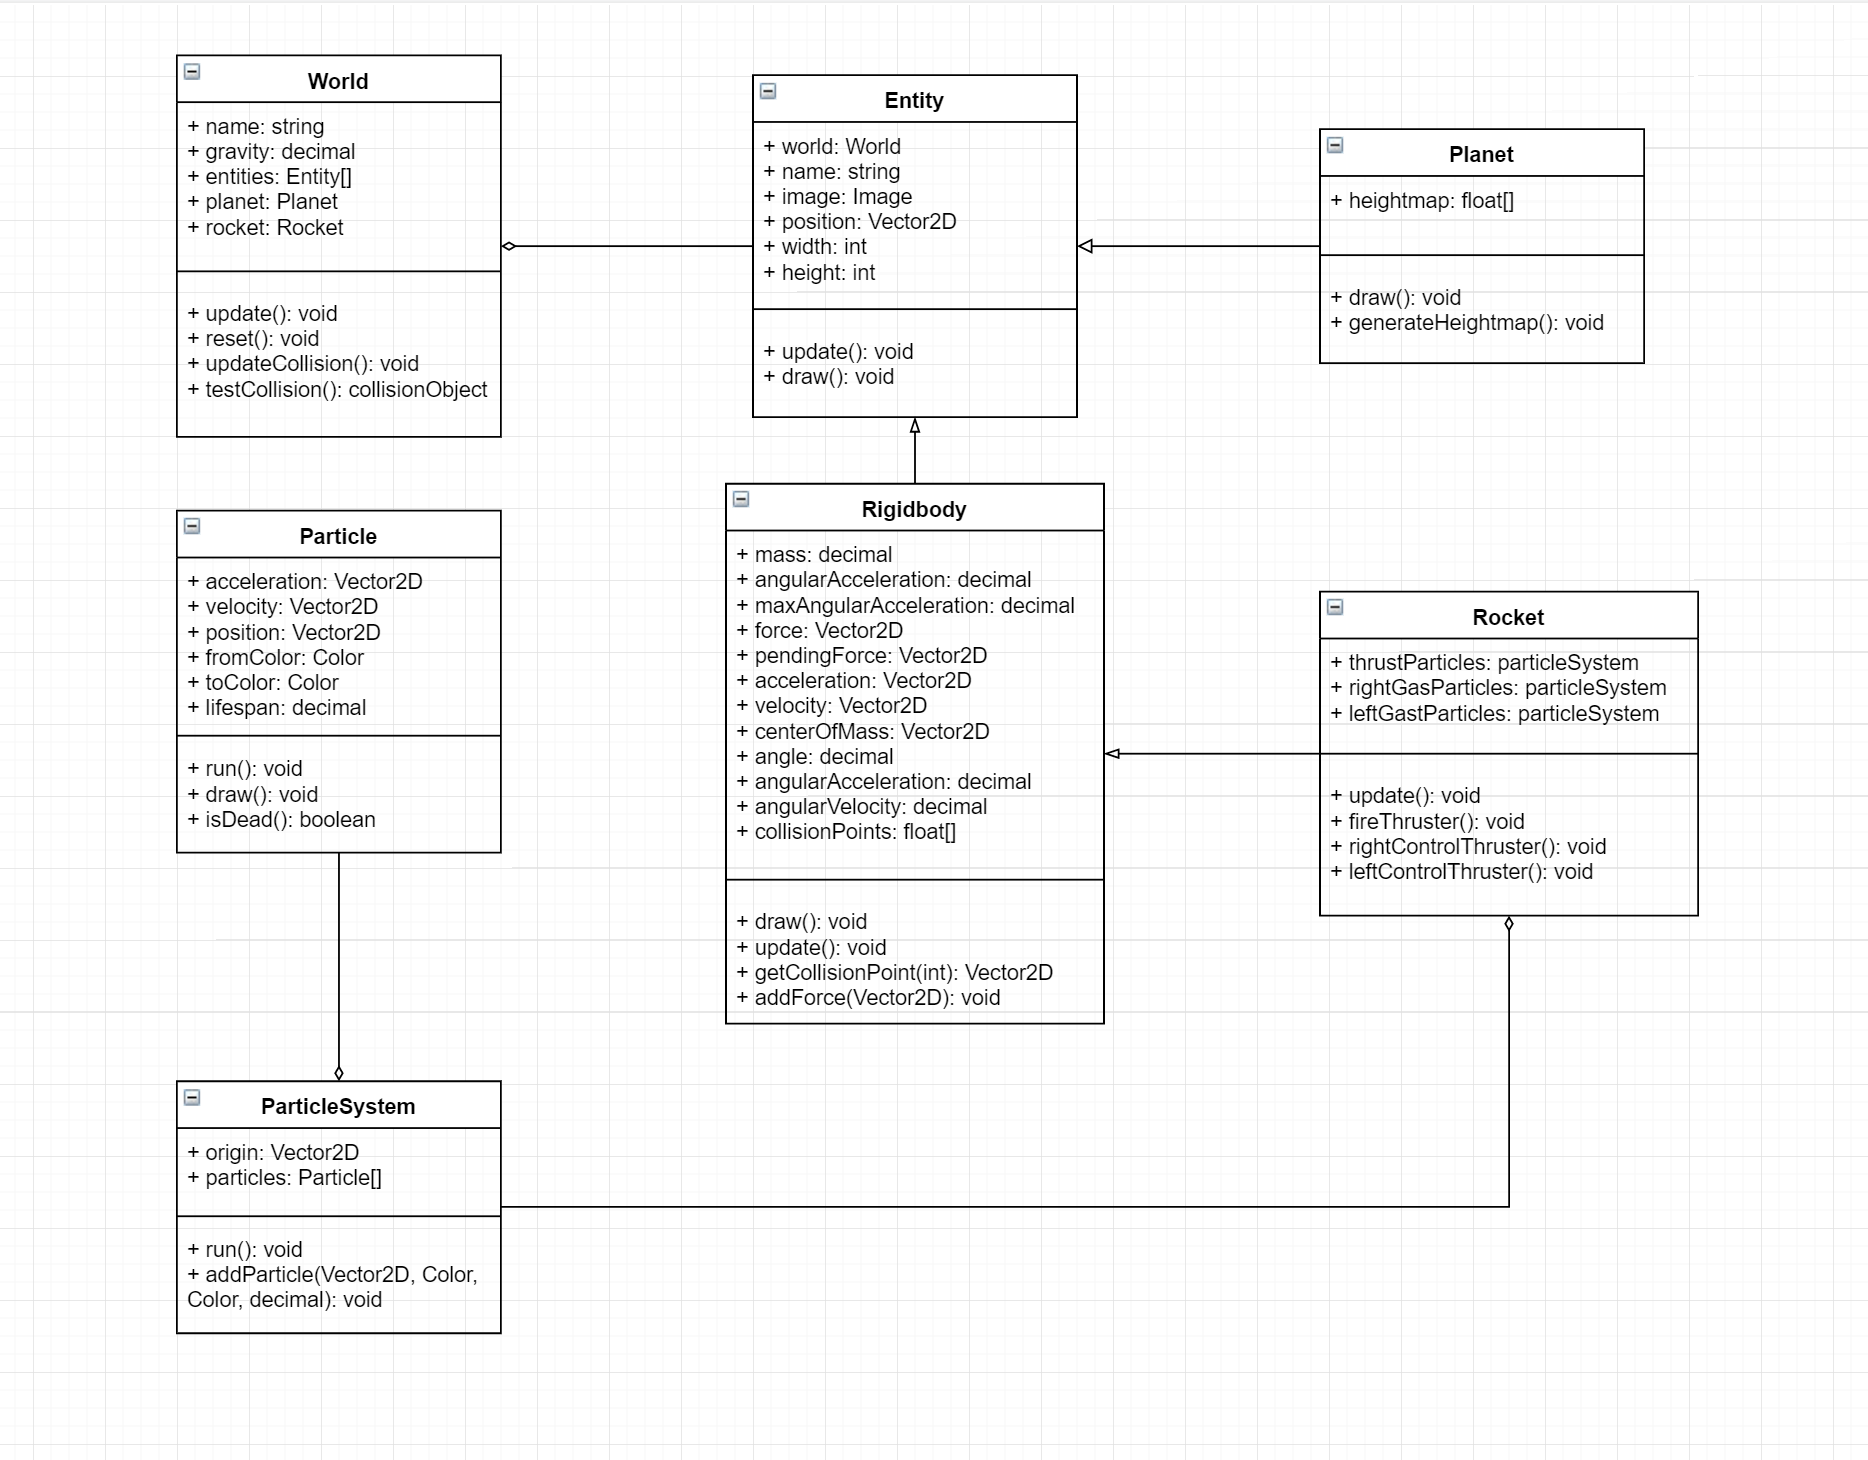 World
+ name: string
+ gravity: decimal
+ entities: Entity[]
+ planet: Planet
+ rocket: Rocket
+ update(): void
+ reset(): void
+ updateCollision(): void
+ testCollision(): collisionObject
Entity
+ world: World
+ name: string
+ image: Image
+ position: Vector2D
+ width: int
+ height: int
+ update(): void
+ draw(): void
Planet
+ heightmap: float[]
+ draw(): void
+ generateHeightmap(): void
Particle
+ acceleration: Vector2D
+ velocity: Vector2D
+ position: Vector2D
+ fromColor: Color
+ toColor: Color
+ lifespan: decimal
+ run(): void
+ draw(): void
+ isDead(): boolean
Rigidbody
+ mass: decimal
+ angularAcceleration: decimal
+ maxAngularAcceleration: decimal
+ force: Vector2D
+ pendingForce: Vector2D
+ acceleration: Vector2D
+ velocity: Vector2D
+ centerOfMass: Vector2D
+ angle: decimal
+ angularAcceleration: decimal
+ angularVelocity: decimal
+ collisionPoints: float[]
+ draw(): void
+ update(): void
+ getCollisionPoint(int): Vector2D
+ addForce(Vector2D): void
Rocket
+ thrustParticles: particleSystem
+ rightGasParticles: particleSystem
+ leftGastParticles: particleSystem
+ update(): void
+ fireThruster(): void
+ rightControlThruster(): void
+ leftControlThruster(): void
ParticleSystem
+ origin: Vector2D
+ particles: Particle[]
+ run(): void
+ addParticle(Vector2D, Color,
Color, decimal): void